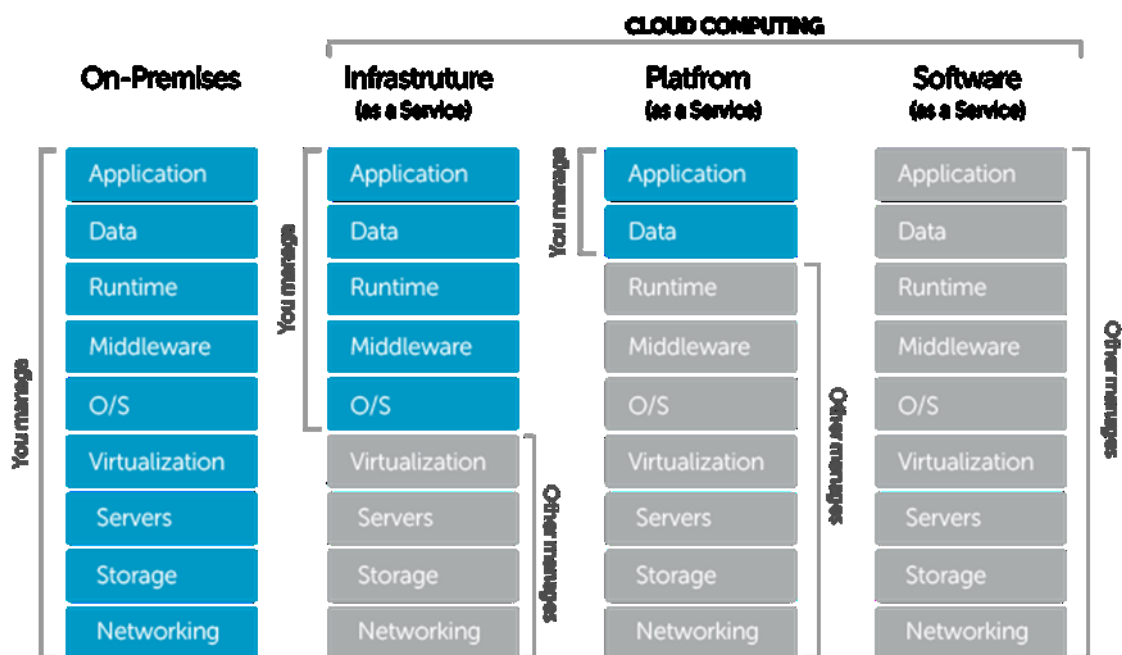 CLOUD COMPUTING
On-Premises
Infrastruture
(as a Service)
Platfrom
(as a Service)
Software
(as a Service)
You manage
Application
Data
Runtime
Middleware
O/S
Virtualization
Servers
Storage
Networking
You manage
Application
Data
Runtime
Middleware
O/S
Virtualization
Servers
Storage
Networking
Other manages
You manage
Application
Data
Runtime
Middleware
O/S
Virtualization
Servers
Storage
Networking
Other manages
Application
Data
Runtime
Middleware
O/S
Virtualization
Servers
Storage
Networking
Other manages